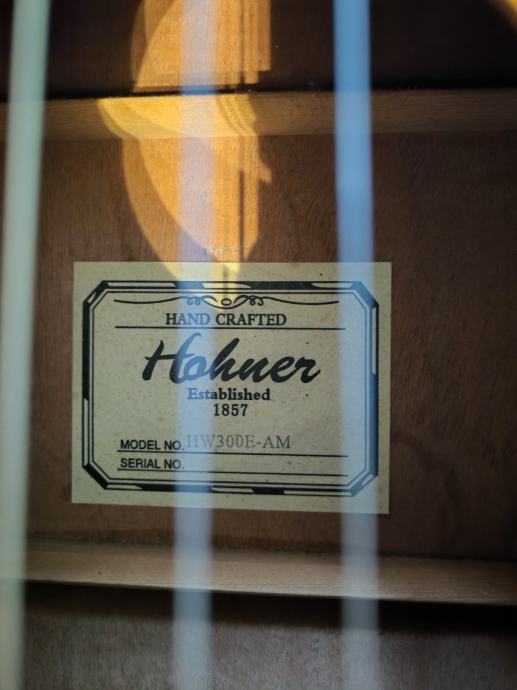 HAND CRAFTED
Hohner
Established
1857
MODEL NO. HW300E-AM
SERIAL NO.